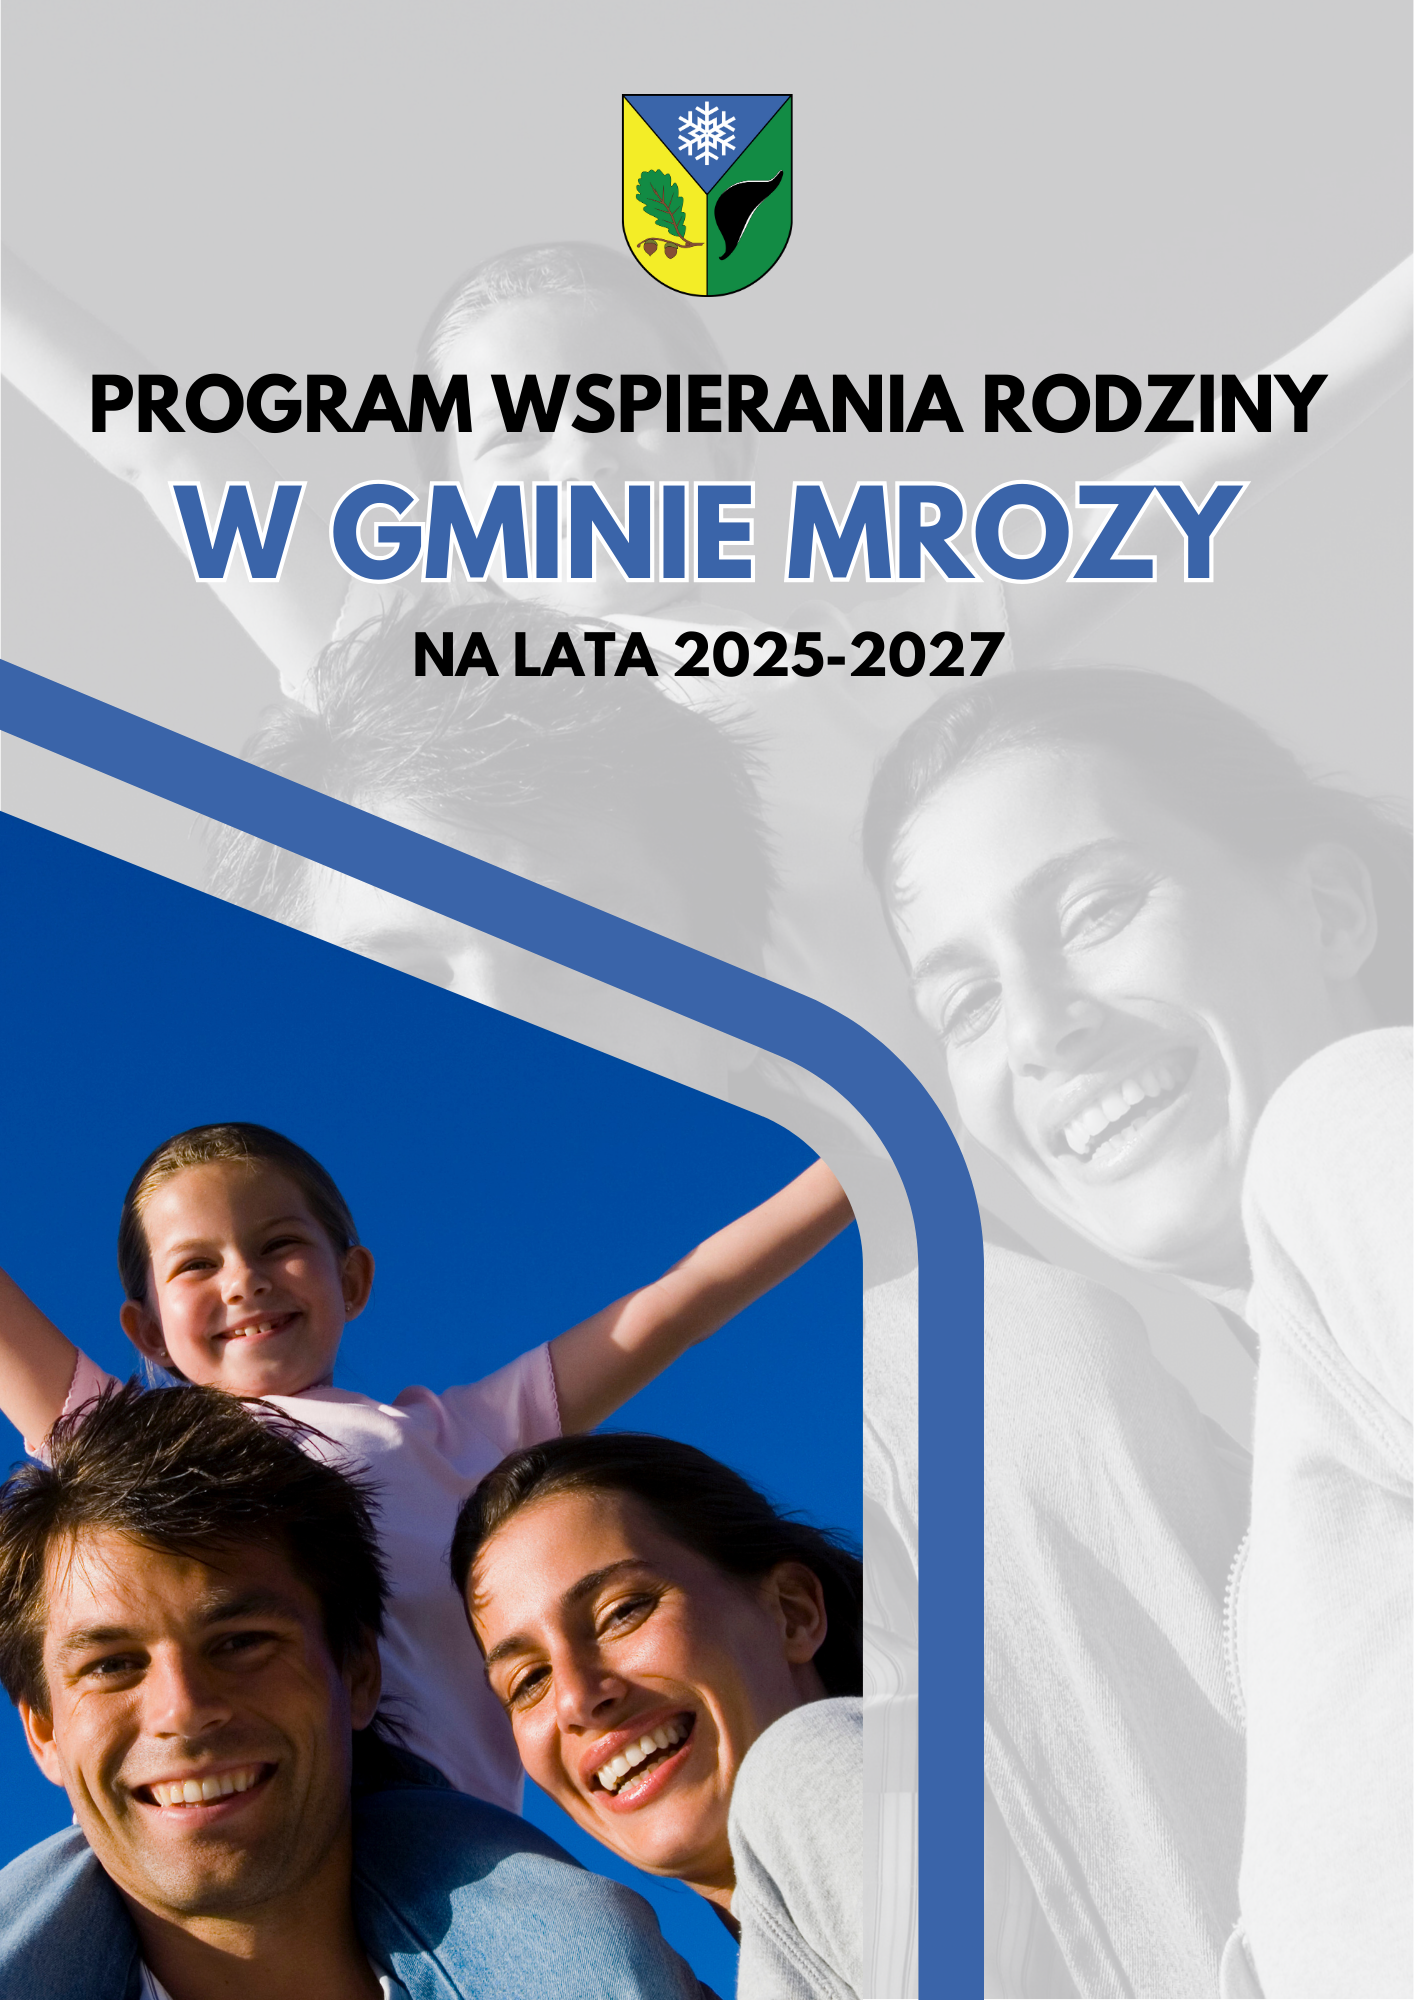 PROGRAM WSPIERANIA RODZINY
W GMINIE MROZY
NA LATA 2025-2027